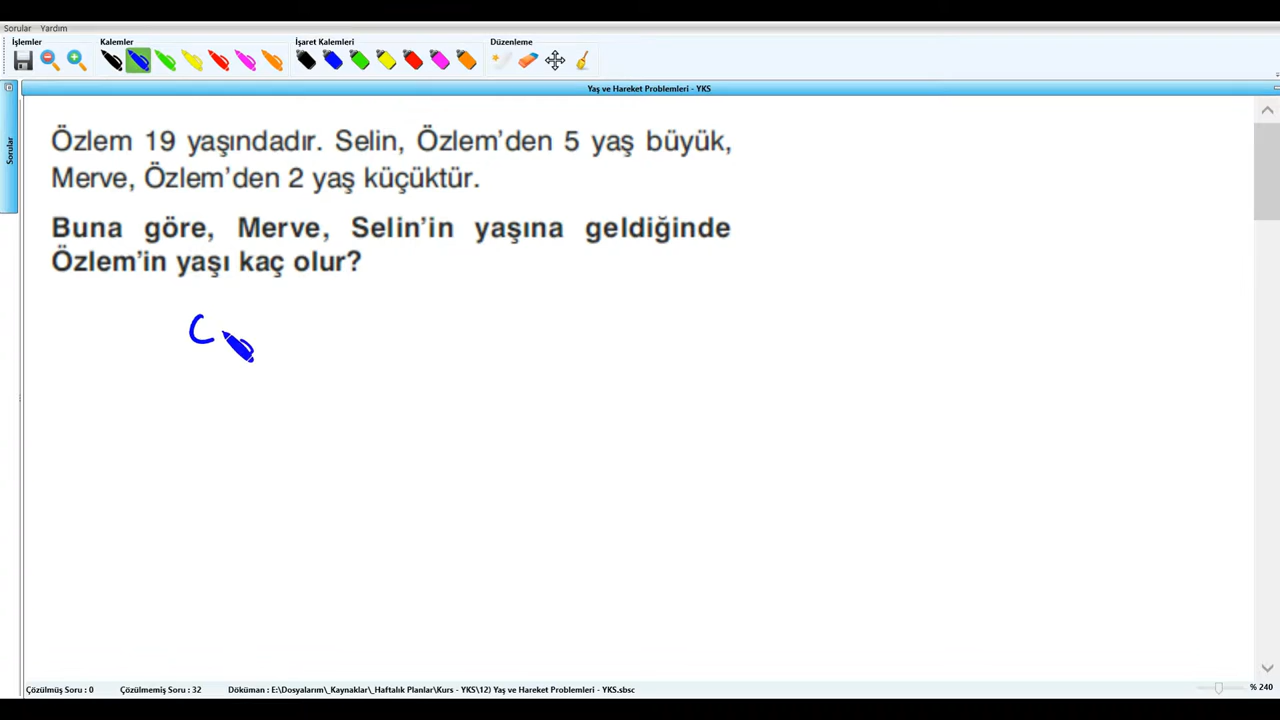 Sorular Yardım
İşlemler Kalemler İşaret Kalemleri Düzenleme
Yaş ve Hareket Problemleri - YKS
Sorular
Özlem 19 yaşındadır. Selin, Özlem’den 5 yaş büyük,
Merve, Özlem’den 2 yaş küçüktür.
Buna göre, Merve, Selin’in yaşına geldiğinde
Özlem’in yaşı kaç olur?
Çözülmüş Soru : 0 Çözülmemiş Soru : 32 Döküman : E:\Dosyalarım\_Kaynaklar\_Haftalık Planlar\Kurs - YKS\12) Yaş ve Hareket Problemleri - YKS.sbsc % 240